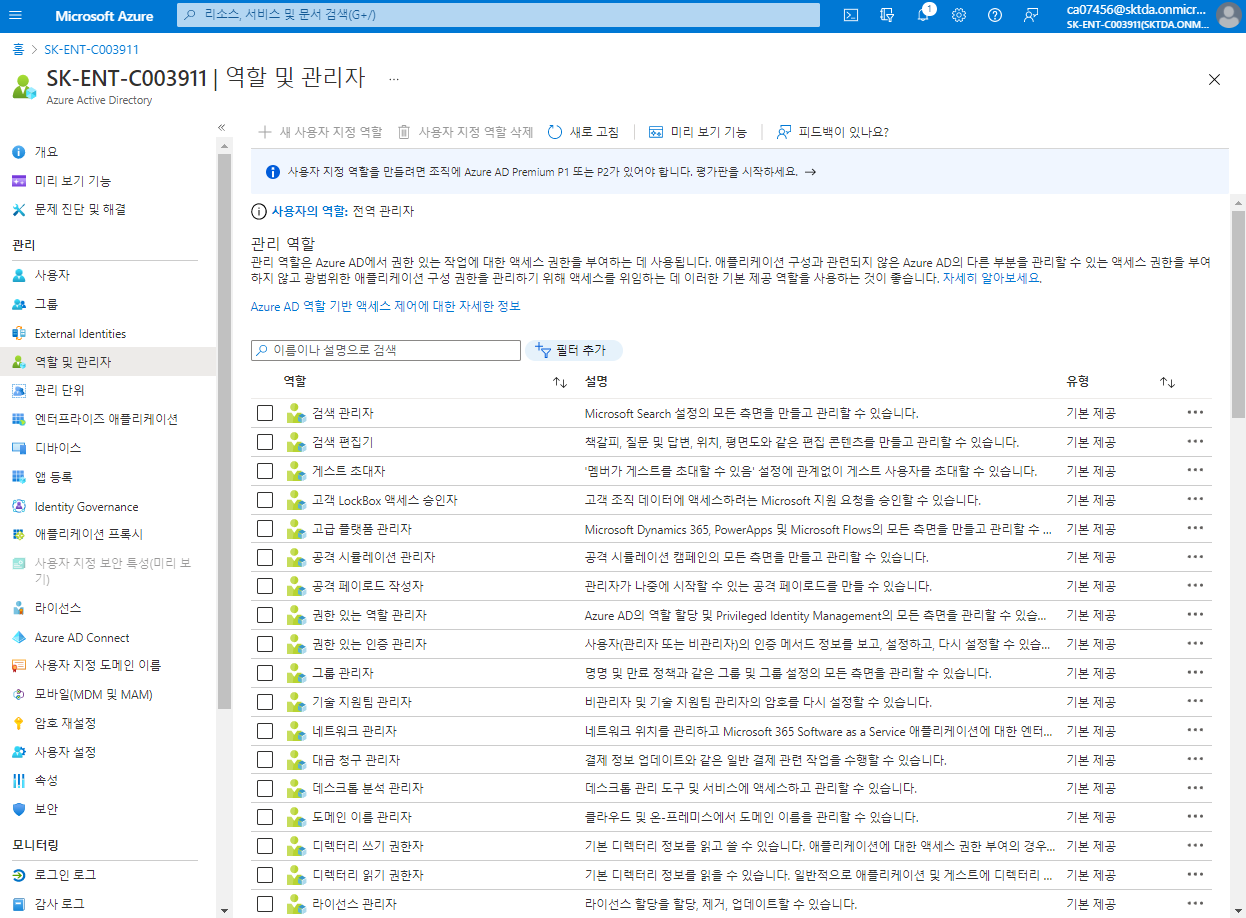 Microsoft Azure
리소스, 서비스 및 문서 검색(G+/)
1
ca07456@sktda.onmicr...
SK-ENT-C003911(SKTDA.ONM...
홈 > SK-ENT-C003911
SK-ENT-C003911 | 역할 및 관리자 ...
Azure Active Directory
«
개요
미리 보기 기능
문제 진단 및 해결
관리
사용자
그룹
External Identities
역할 및 관리자
관리 단위
엔터프라이즈 애플리케이션
디바이스
앱 등록
Identity Governance
애플리케이션 프록시
사용자 지정 보안 특성(미리 보
기)
라이선스
Azure AD Connect
사용자 지정 도메인 이름
모바일(MDM 및 MAM)
암호 재설정
사용자 설정
속성
보안
모니터링
로그인 로그
감사 로그
새 사용자 지정 역할 사용자 지정 역할 삭제 새로 고침 미리 보기 기능 피드백이 있나요?
사용자 지정 역할을 만들려면 조직에 Azure AD Premium P1 또는 P2가 있어야 합니다. 평가판을 시작하세요. →
사용자의 역할: 전역 관리자
관리 역할
관리 역할은 Azure AD에서 권한 있는 작업에 대한 액세스 권한을 부여하는 데 사용됩니다. 애플리케이션 구성과 관련되지 않은 Azure AD의 다른 부분을 관리할 수 있는 액세스 권한을 부여
하지 않고 광범위한 애플리케이션 구성 권한을 관리하기 위해 액세스를 위임하는 데 이러한 기본 제공 역할을 사용하는 것이 좋습니다. 자세히 알아보세요.
Azure AD 역할 기반 액세스 제어에 대한 자세한 정보
이름이나 설명으로 검색 필터 추가
역할 ↑↓ 설명 유형 ↑↓
검색 관리자 Microsoft Search 설정의 모든 측면을 만들고 관리할 수 있습니다. 기본 제공 ...
검색 편집기 책갈피, 질문 및 답변, 위치, 평면도와 같은 편집 콘텐츠를 만들고 관리할 수 있습니다. 기본 제공 ...
게스트 초대자 '멤버가 게스트를 초대할 수 있음' 설정에 관계없이 게스트 사용자를 초대할 수 있습니다. 기본 제공 ...
고객 LockBox 액세스 승인자 고객 조직 데이터에 액세스하려는 Microsoft 지원 요청을 승인할 수 있습니다. 기본 제공 ...
고급 플랫폼 관리자 Microsoft Dynamics 365, PowerApps 및 Microsoft Flows의 모든 측면을 만들고 관리할 수 ... 기본 제공 ...
공격 시뮬레이션 관리자 공격 시뮬레이션 캠페인의 모든 측면을 만들고 관리할 수 있습니다. 기본 제공 ...
공격 페이로드 작성자 관리자가 나중에 시작할 수 있는 공격 페이로드를 만들 수 있습니다. 기본 제공 ...
권한 있는 역할 관리자 Azure AD의 역할 할당 및 Privileged Identity Management의 모든 측면을 관리할 수 있습... 기본 제공 ...
권한 있는 인증 관리자 사용자(관리자 또는 비관리자)의 인증 메서드 정보를 보고, 설정하고, 다시 설정할 수 있습... 기본 제공 ...
그룹 관리자 명명 및 만료 정책과 같은 그룹 및 그룹 설정의 모든 측면을 관리할 수 있습니다. 기본 제공 ...
기술 지원팀 관리자 비관리자 및 기술 지원팀 관리자의 암호를 다시 설정할 수 있습니다. 기본 제공 ...
네트워크 관리자 네트워크 위치를 관리하고 Microsoft 365 Software as a Service 애플리케이션에 대한 엔터... 기본 제공 ...
대금 청구 관리자 결제 정보 업데이트와 같은 일반 결제 관련 작업을 수행할 수 있습니다. 기본 제공 ...
데스크톱 분석 관리자 데스크톱 관리 도구 및 서비스에 액세스하고 관리할 수 있습니다. 기본 제공 ...
도메인 이름 관리자 클라우드 및 온-프레미스에서 도메인 이름을 관리할 수 있습니다. 기본 제공 ...
디렉터리 쓰기 권한자 기본 디렉터리 정보를 읽고 쓸 수 있습니다. 애플리케이션에 대한 액세스 권한 부여의 경우... 기본 제공 ...
디렉터리 읽기 권한자 기본 디렉터리 정보를 읽을 수 있습니다. 일반적으로 애플리케이션 및 게스트에 디렉터리 ... 기본 제공 ...
라이선스 관리자 라이선스 할당을 할당, 제거, 업데이트할 수 있습니다. 기본 제공 ...